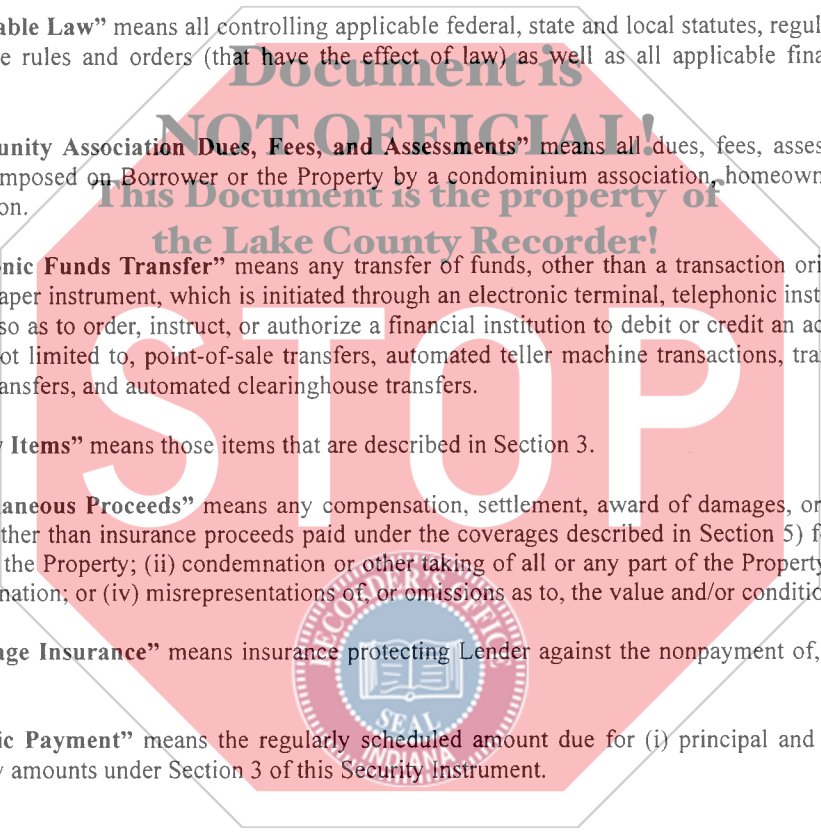 able Law” means all controlling applicable federal, state and local statutes, regul
e rules and orders (that have the effect of law) as well as all applicable fina
Document is
NOT OFFICIAL!
unity Association Dues, Fees, and Assessments” means all dues, fees, asses
mposed on Borrower or the Property by a condominium association, homeown
This Document is the property of
on.
the Lake County Recorder!
nic Funds Transfer” means any transfer of funds, other than a transaction ori
aper instrument, which is initiated through an electronic terminal, telephonic inst
so as to order, instruct, or authorize a financial institution to debit or credit an ac
ot limited to, point-of-sale transfers, automated teller machine transactions, tra
ansfers, and automated clearinghouse transfers.
STOP
Items” means those items that are described in Section 3.
aneous Proceeds” means any compensation, settlement, award of damages, or
ther than insurance proceeds paid under the coverages described in Section 5) f
the Property; (ii) condemnation or other taking of all or any part of the Property
nation; or (iv) misrepresentations of, or omissions as to, the value and/or conditio
RECORDER'S OFFICE
age Insurance” means insurance protecting Lender against the nonpayment of,
SEAL
INDIANA
ic Payment” means the regularly scheduled amount due for (i) principal and
y amounts under Section 3 of this Security Instrument.